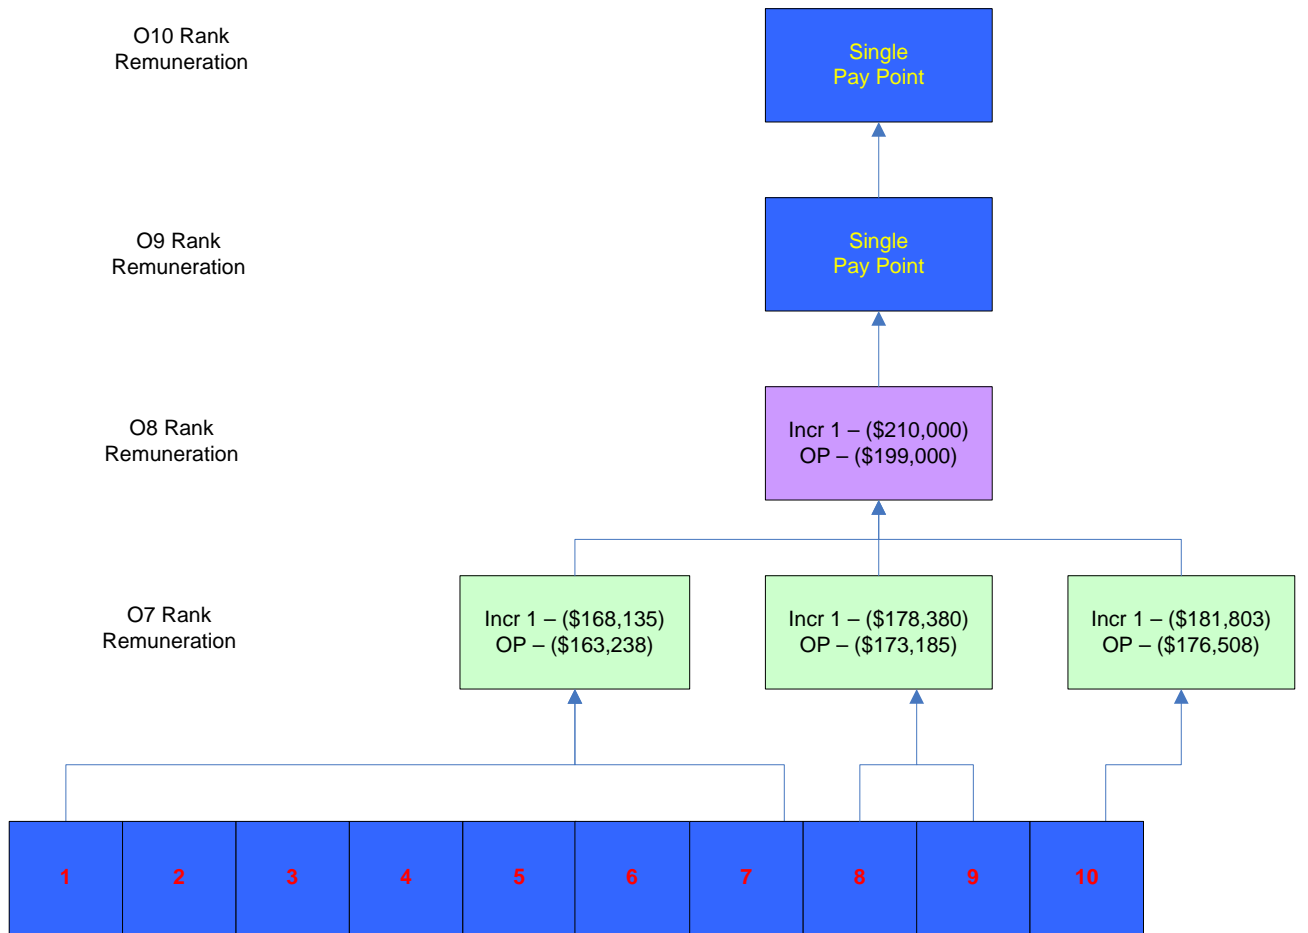 O10 Rank
Remuneration
Single
Pay Point
O9 Rank
Remuneration
Single
Pay Point
O8 Rank
Remuneration
Incr 1 – ($210,000)
OP – ($199,000)
O7 Rank
Remuneration
Incr 1 – ($168,135)
OP – ($163,238)
Incr 1 – ($178,380)
OP – ($173,185)
Incr 1 – ($181,803)
OP – ($176,508)
1 2 3 4 5 6 7 8 9 10